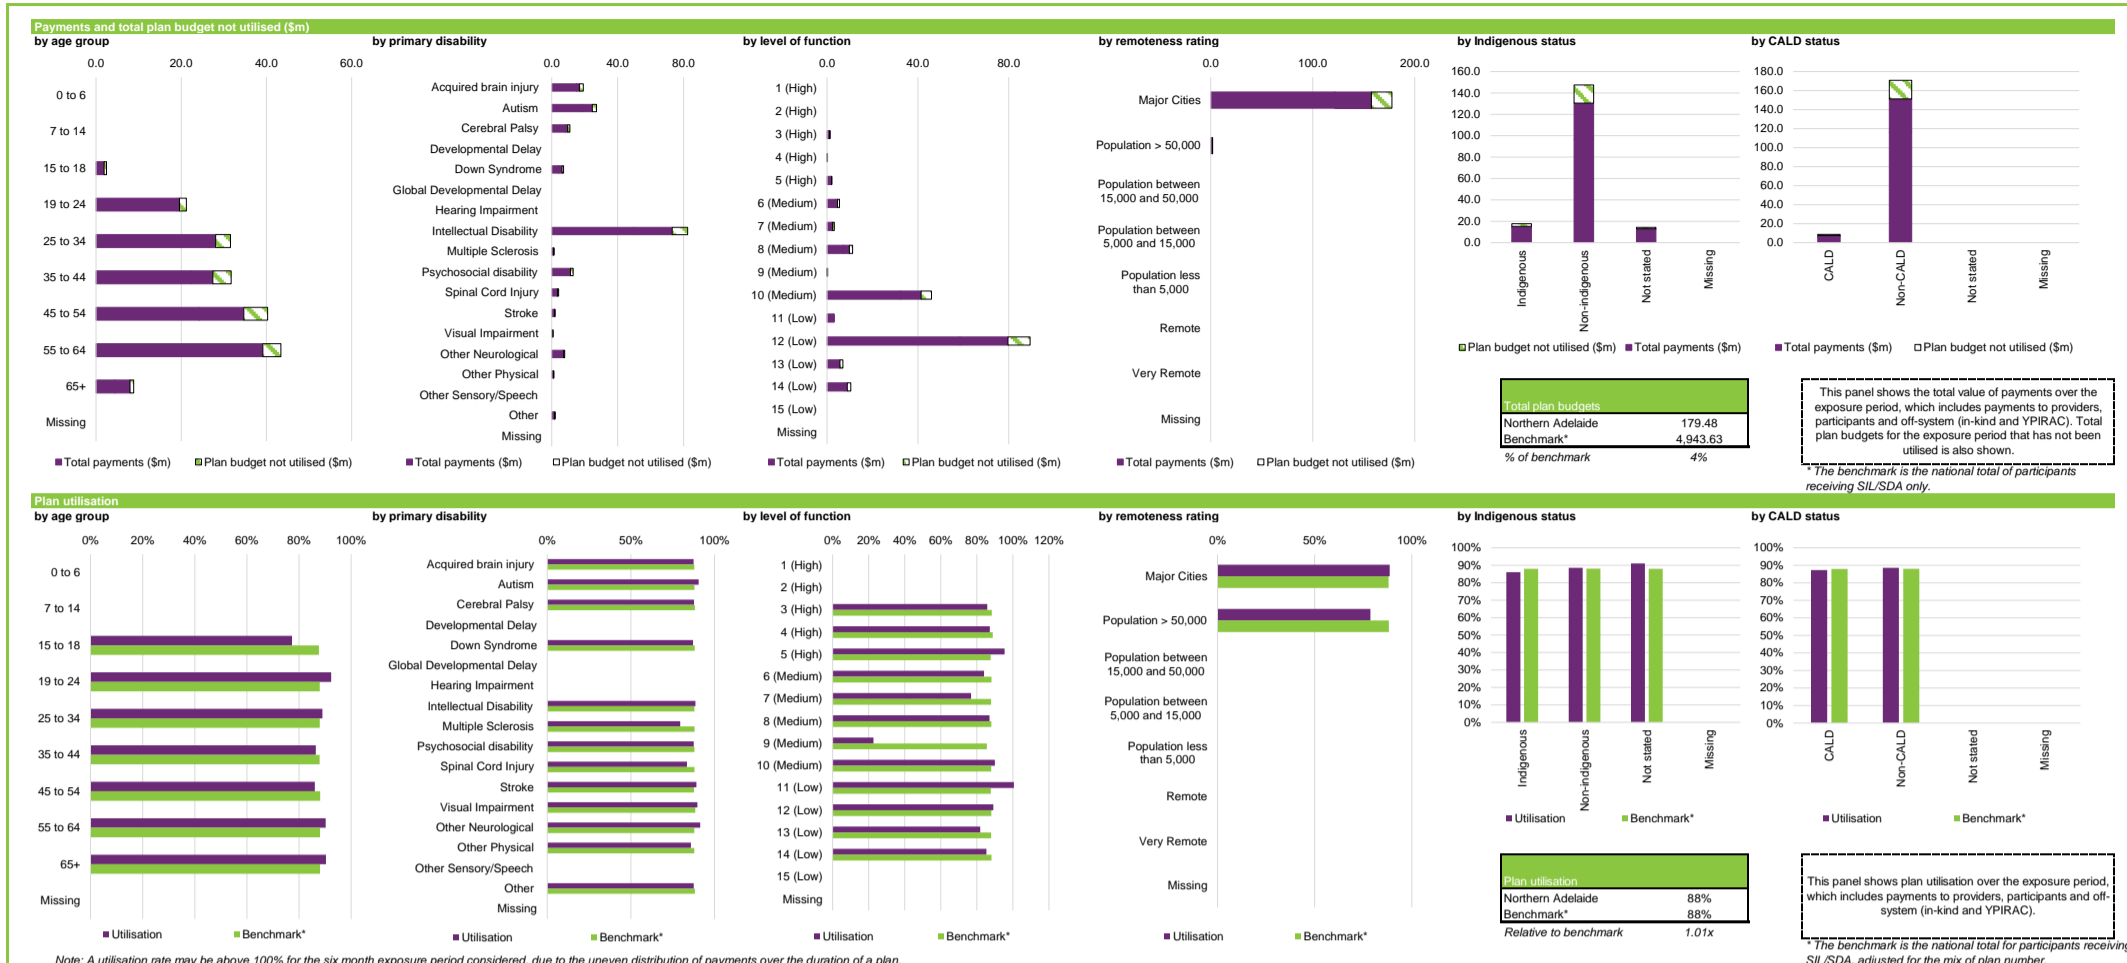 Payments and total plan budget not utilised ($m)
by age group
0.0 20.0 40.0 60.0
0 to 6
7 to 14
15 to 18
19 to 24
25 to 34
35 to 44
45 to 54
55 to 64
65+
Missing
Total payments ($m) Plan budget not utilised ($m)
by primary disability
0.0 40.0 80.0
Acquired brain injury
Autism
Cerebral Palsy
Developmental Delay
Down Syndrome
Global Developmental Delay
Hearing Impairment
Intellectual Disability
Multiple Sclerosis
Psychosocial disability
Spinal Cord Injury
Stroke
Visual Impairment
Other Neurological
Other Physical
Other Sensory/Speech
Other
Missing
Total payments ($m) Plan budget not utilised ($m)
by level of function
0.0 40.0 80.0
1 (High)
2 (High)
3 (High)
4 (High)
5 (High)
6 (Medium)
7 (Medium)
8 (Medium)
9 (Medium)
10 (Medium)
11 (Low)
12 (Low)
13 (Low)
14 (Low)
15 (Low)
Missing
Total payments ($m) Plan budget not utilised ($m)
by remoteness rating
0.0 100.0 200.0
Major Cities
Population > 50,000
Population between
15,000 and 50,000
Population between
5,000 and 15,000
Population less
than 5,000
Remote
Very Remote
Missing
Total payments ($m) Plan budget not utilised ($m)
by Indigenous status
160.0
140.0
120.0
100.0
80.0
60.0
40.0
20.0
0.0
Indigenous
Non-indigenous
Not stated
Missing
Plan budget not utilised ($m) Total payments ($m)
by CALD status
180.0
160.0
140.0
120.0
100.0
80.0
60.0
40.0
20.0
0.0
CALD
Non-CALD
Not stated
Missing
Total payments ($m) Plan budget not utilised ($m)
Total plan budgets
Northern Adelaide 179.48
Benchmark* 4,943.63
% of benchmark 4%
This panel shows the total value of payments over the
exposure period, which includes payments to providers,
participants and off-system (in-kind and YPIRAC). Total
plan budgets for the exposure period that has not been
utilised is also shown.
* The benchmark is the national total of participants
receiving SIL/SDA only.
Plan utilisation
by age group
0% 20% 40% 60% 80% 100%
0 to 6
7 to 14
15 to 18
19 to 24
25 to 34
35 to 44
45 to 54
55 to 64
65+
Missing
Utilisation Benchmark*
by primary disability
0% 50% 100%
Acquired brain injury
Autism
Cerebral Palsy
Developmental Delay
Down Syndrome
Global Developmental Delay
Hearing Impairment
Intellectual Disability
Multiple Sclerosis
Psychosocial disability
Spinal Cord Injury
Stroke
Visual Impairment
Other Neurological
Other Physical
Other Sensory/Speech
Other
Missing
Utilisation Benchmark*
by level of function
0% 20% 40% 60% 80% 100% 120%
1 (High)
2 (High)
3 (High)
4 (High)
5 (High)
6 (Medium)
7 (Medium)
8 (Medium)
9 (Medium)
10 (Medium)
11 (Low)
12 (Low)
13 (Low)
14 (Low)
15 (Low)
Missing
Utilisation Benchmark*
by remoteness rating
0% 50% 100%
Major Cities
Population > 50,000
Population between
15,000 and 50,000
Population between
5,000 and 15,000
Population less
than 5,000
Remote
Very Remote
Missing
Utilisation Benchmark*
by Indigenous status
100%
90%
80%
70%
60%
50%
40%
30%
20%
10%
0%
Indigenous
Non-indigenous
Not stated
Missing
Utilisation Benchmark*
by CALD status
100%
90%
80%
70%
60%
50%
40%
30%
20%
10%
0%
CALD
Non-CALD
Not stated
Missing
Utilisation Benchmark*
Plan utilisation
Northern Adelaide 88%
Benchmark* 88%
Relative to benchmark 1.01x
This panel shows plan utilisation over the exposure period,
which includes payments to providers, participants and off-
system (in-kind and YPIRAC).
* The benchmark is the national total for participants receiving
SIL/SDA, adjusted for the mix of plan number.
Note: A utilisation rate may be above 100% for the six month exposure period considered, due to the uneven distribution of payments over the duration of a plan.